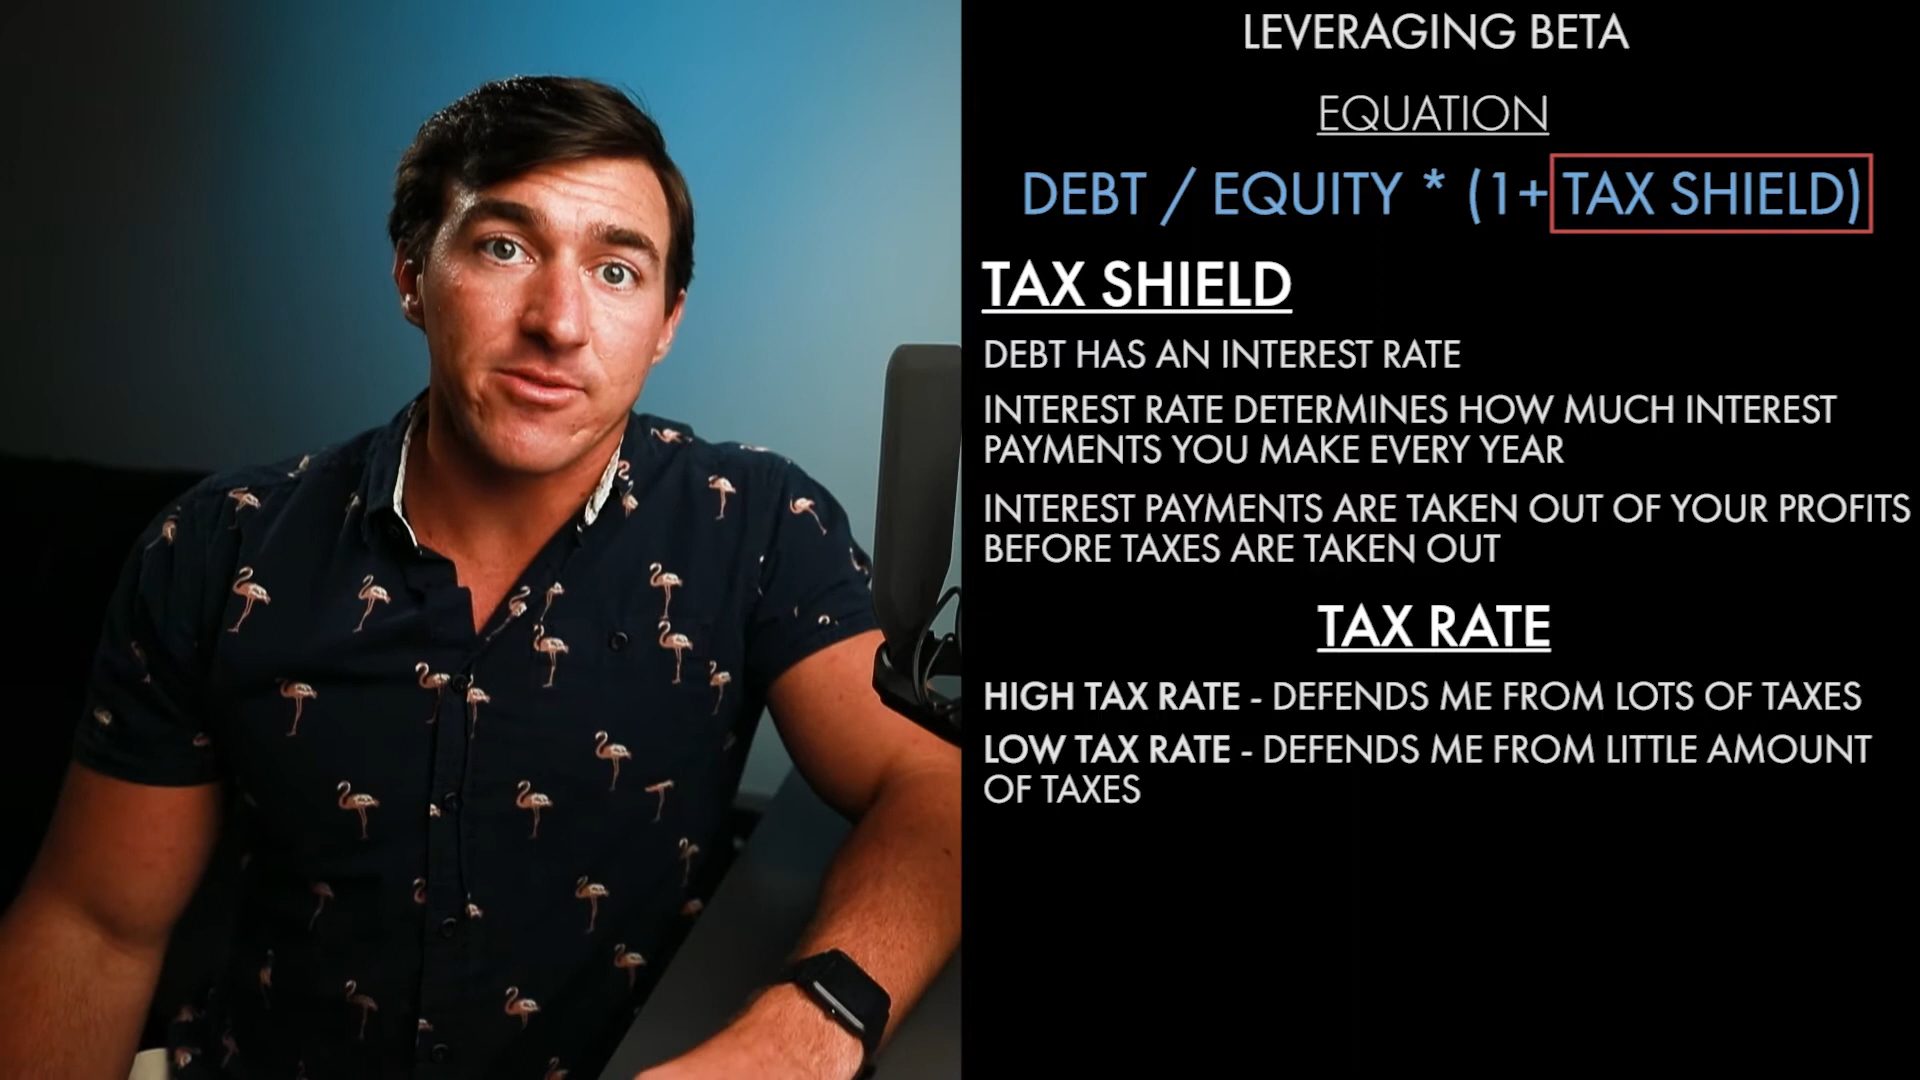 LEVERAGING BETA
EQUATION
DEBT / EQUITY * (1+ TAX SHIELD)
TAX SHIELD
DEBT HAS AN INTEREST RATE
INTEREST RATE DETERMINES HOW MUCH INTEREST
PAYMENTS YOU MAKE EVERY YEAR
INTEREST PAYMENTS ARE TAKEN OUT OF YOUR PROFITS
BEFORE TAXES ARE TAKEN OUT
TAX RATE
HIGH TAX RATE - DEFENDS ME FROM LOTS OF TAXES
LOW TAX RATE - DEFENDS ME FROM LITTLE AMOUNT
OF TAXES